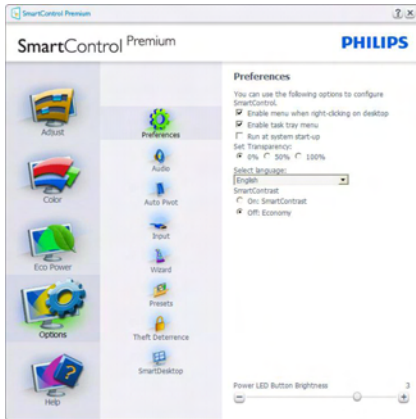 SmartControl Premium
SmartControl Premium
PHILIPS
Adjust
Color
Eco Power
Options
Help
Preferences
Audio
Auto Pivot
Input
Wizard
Presets
Theft Deterrence
SmartDesktop
Preferences
You can use the following options to configure
SmartControl.
Enable menu when right-clicking on desktop
Enable task tray menu
Run at system start-up
Set Transparency:
0% 50% 100%
Select language:
English
SmartContrast
On: SmartContrast
Off: Economy
Power LED Button Brightness 3